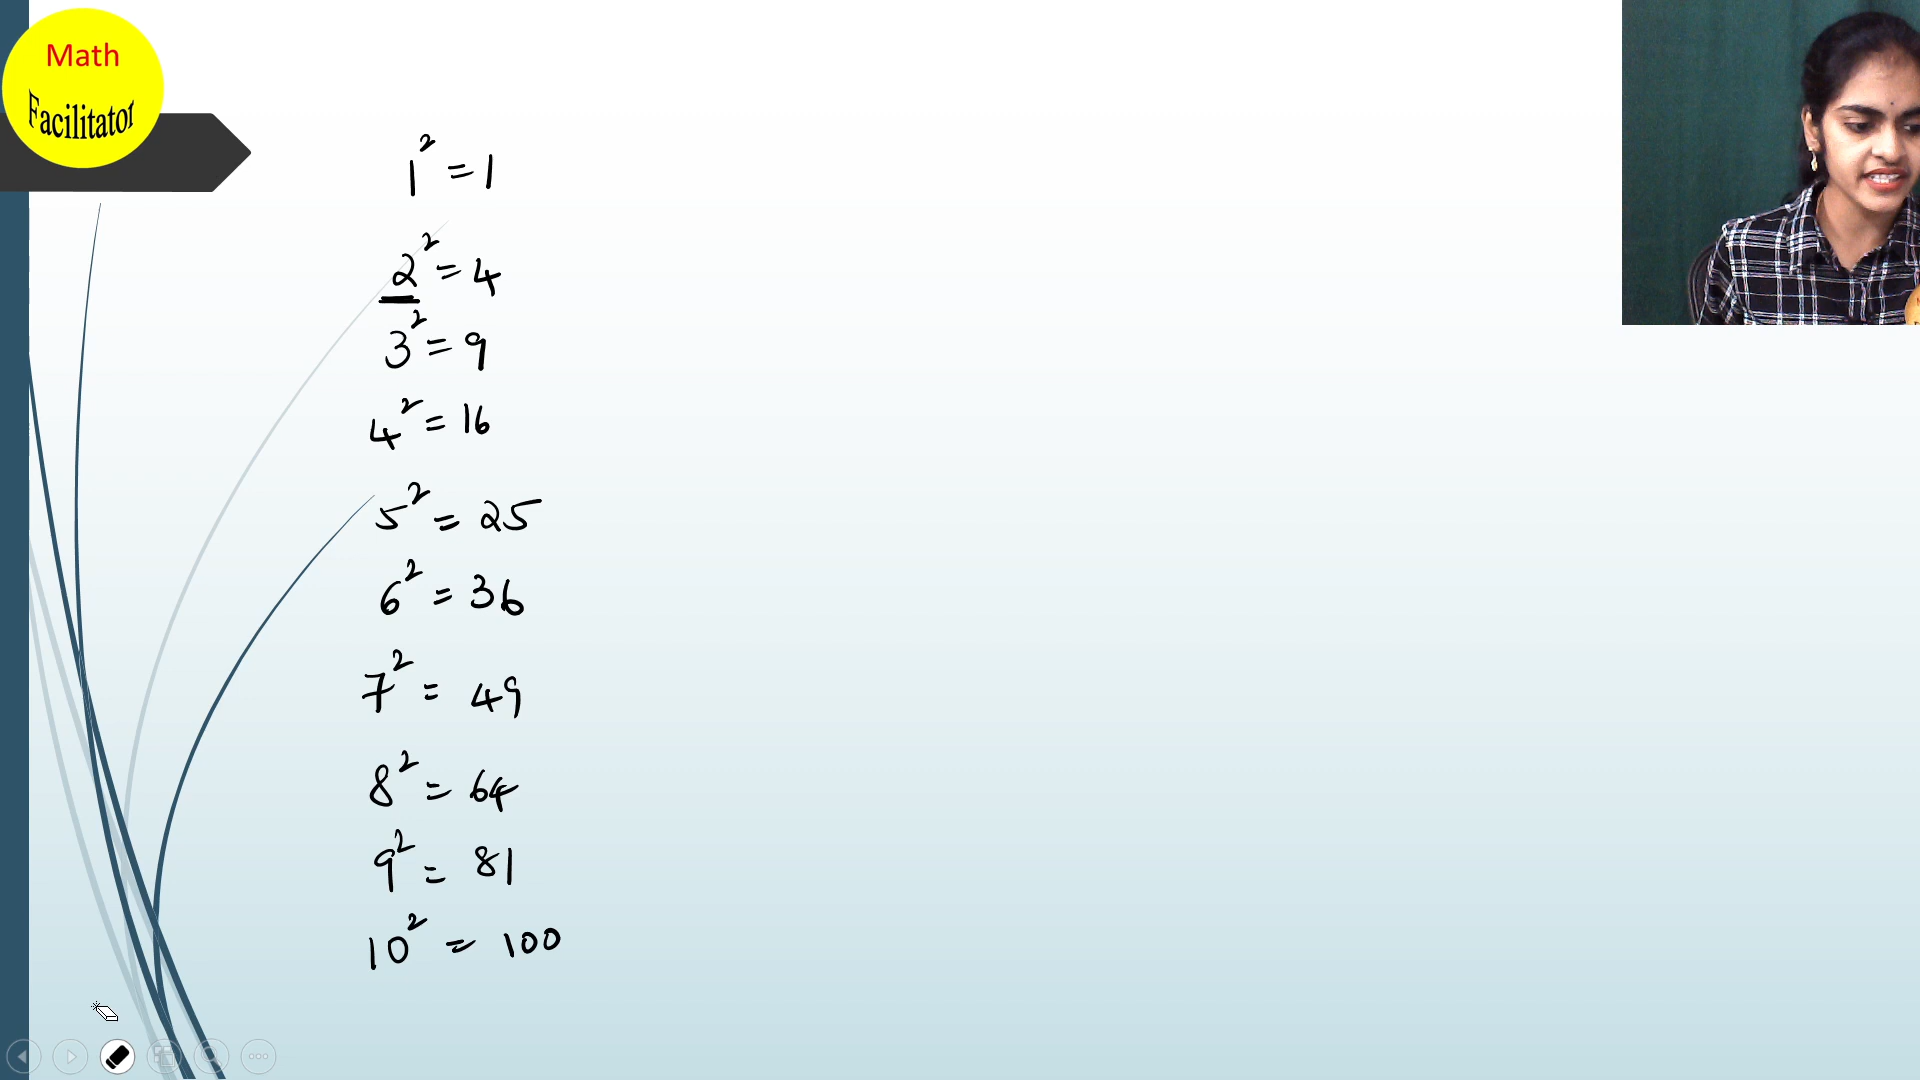 Math
Facilitator
1² = 1
2² = 4
3² = 9
4² = 16
5² = 25
6² = 36
7² = 49
8² = 64
9² = 81
10² = 100